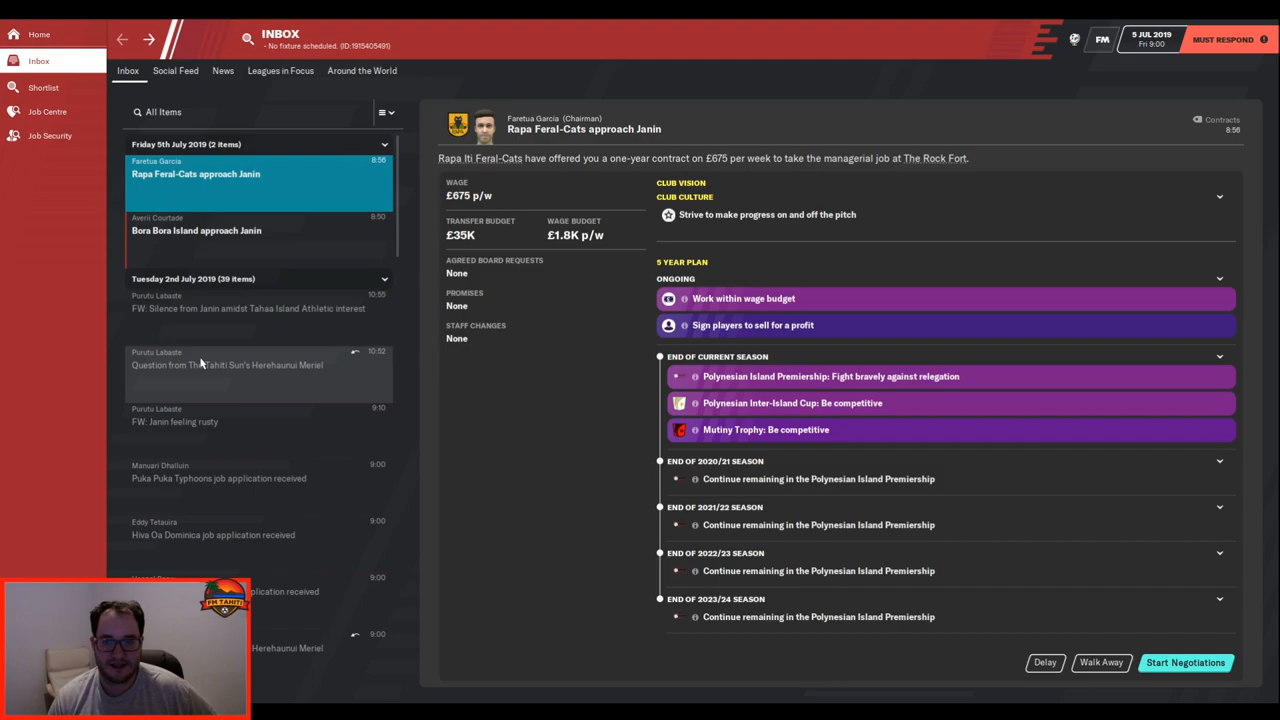 Home
Inbox
Shortlist
Job Centre
Job Security
INBOX
- No fixture scheduled. (ID:1915405491)
FM
5 JUL 2019
Fri 9:00
MUST RESPOND
Inbox
Social Feed
News
Leagues in Focus
Around the World
All Items
Friday 5th July 2019 (2 items)
Faretua Garcia 8:56
Rapa Feral-Cats approach Janin
Averii Courtade 8:50
Bora Bora Island approach Janin
Tuesday 2nd July 2019 (39 items)
Purutu Labaste 10:55
FW: Silence from Janin amidst Tahaa Island Athletic interest
Purutu Labaste 10:52
Question from The Tahiti Sun's Herehaunui Meriel
Purutu Labaste 9:10
FW: Janin feeling rusty
Manuari Dhalluin 9:00
Puka Puka Typhoons job application received
Eddy Tetauira 9:00
Hiva Oa Dominica job application received
9:00
plication received
9:00
Herehaunui Meriel
FM TAHITI
Faretua Garcia (Chairman)
Rapa Feral-Cats approach Janin
Contracts
8:56
Rapa Iti Feral-Cats have offered you a one-year contract on £675 per week to take the managerial job at The Rock Fort.
WAGE
£675 p/w
TRANSFER BUDGET
£35K
WAGE BUDGET
£1.8K p/w
AGREED BOARD REQUESTS
None
PROMISES
None
STAFF CHANGES
None
CLUB VISION
CLUB CULTURE
Strive to make progress on and off the pitch
5 YEAR PLAN
ONGOING
Work within wage budget
Sign players to sell for a profit
END OF CURRENT SEASON
Polynesian Island Premiership: Fight bravely against relegation
Polynesian Inter-Island Cup: Be competitive
Mutiny Trophy: Be competitive
END OF 2020/21 SEASON
Continue remaining in the Polynesian Island Premiership
END OF 2021/22 SEASON
Continue remaining in the Polynesian Island Premiership
END OF 2022/23 SEASON
Continue remaining in the Polynesian Island Premiership
END OF 2023/24 SEASON
Continue remaining in the Polynesian Island Premiership
Delay
Walk Away
Start Negotiations